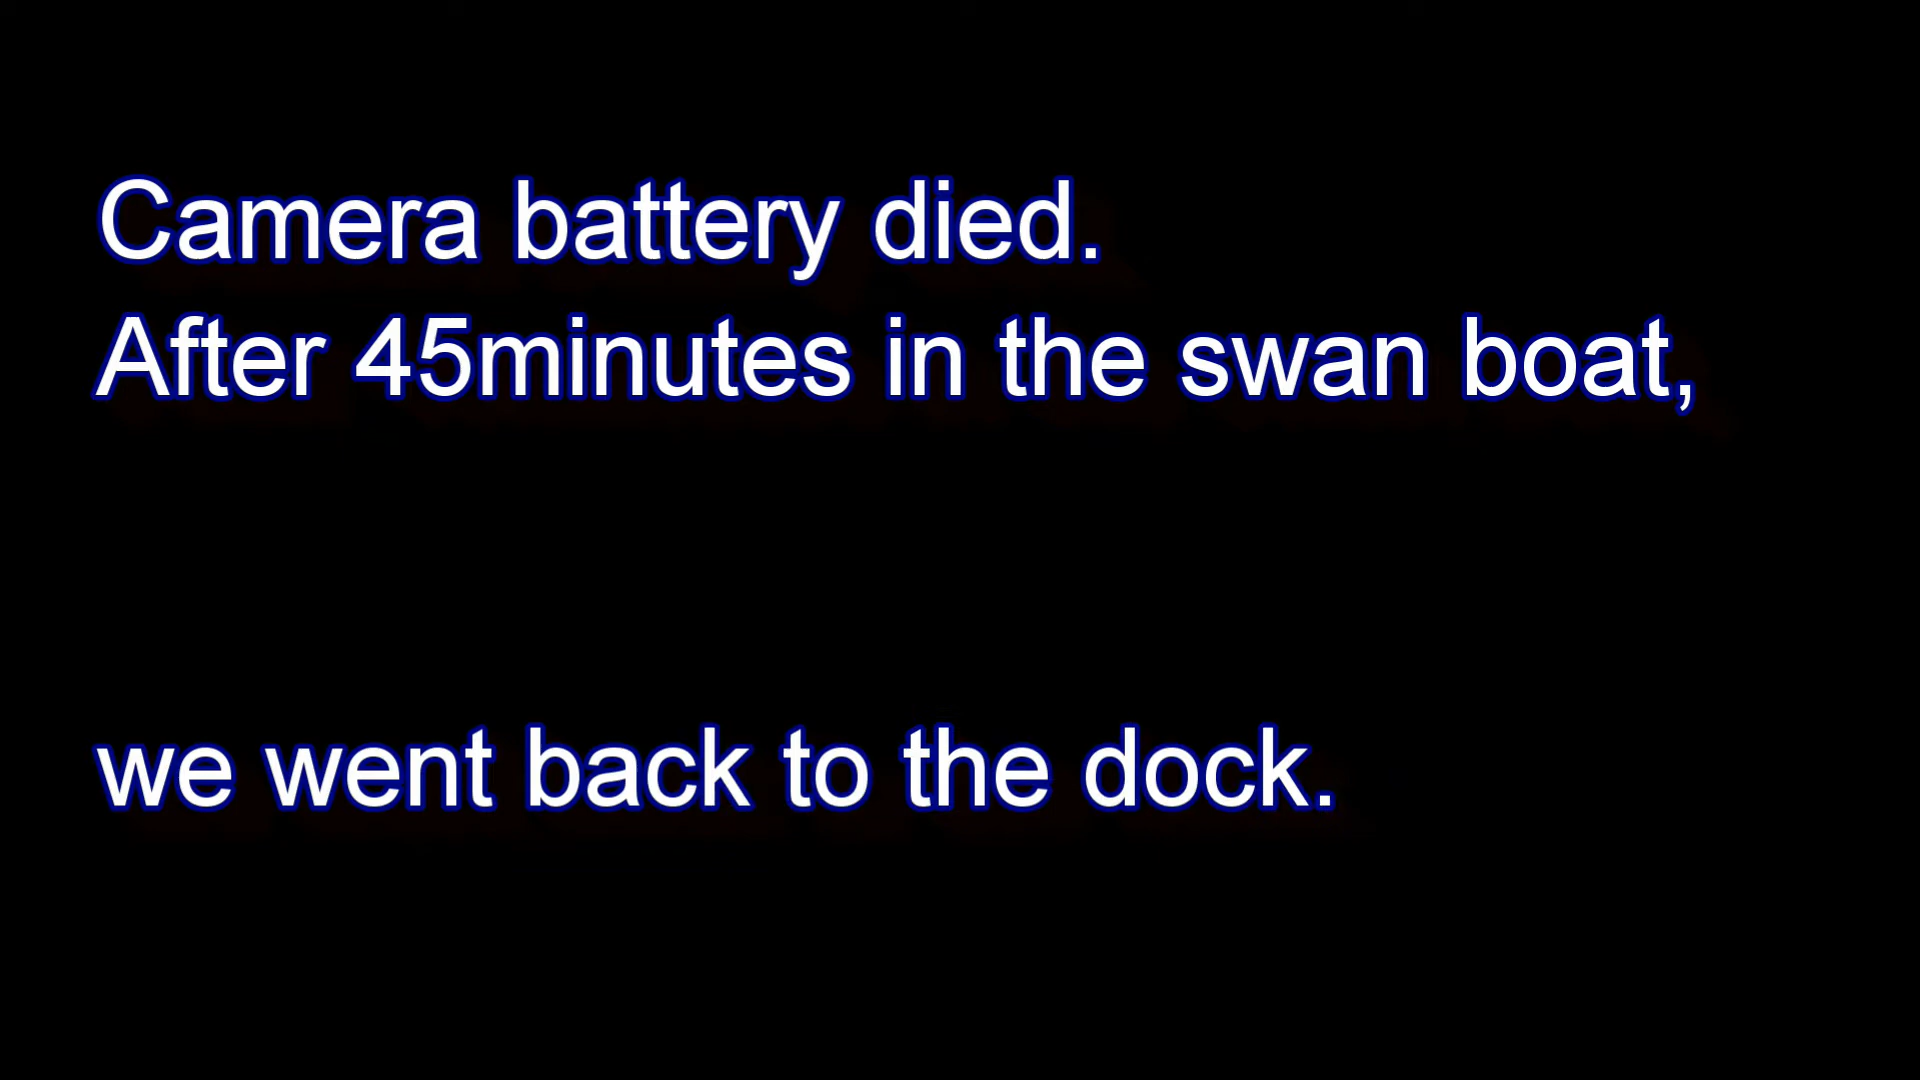 Camera battery died.
After 45minutes in the swan boat,
we went back to the dock.